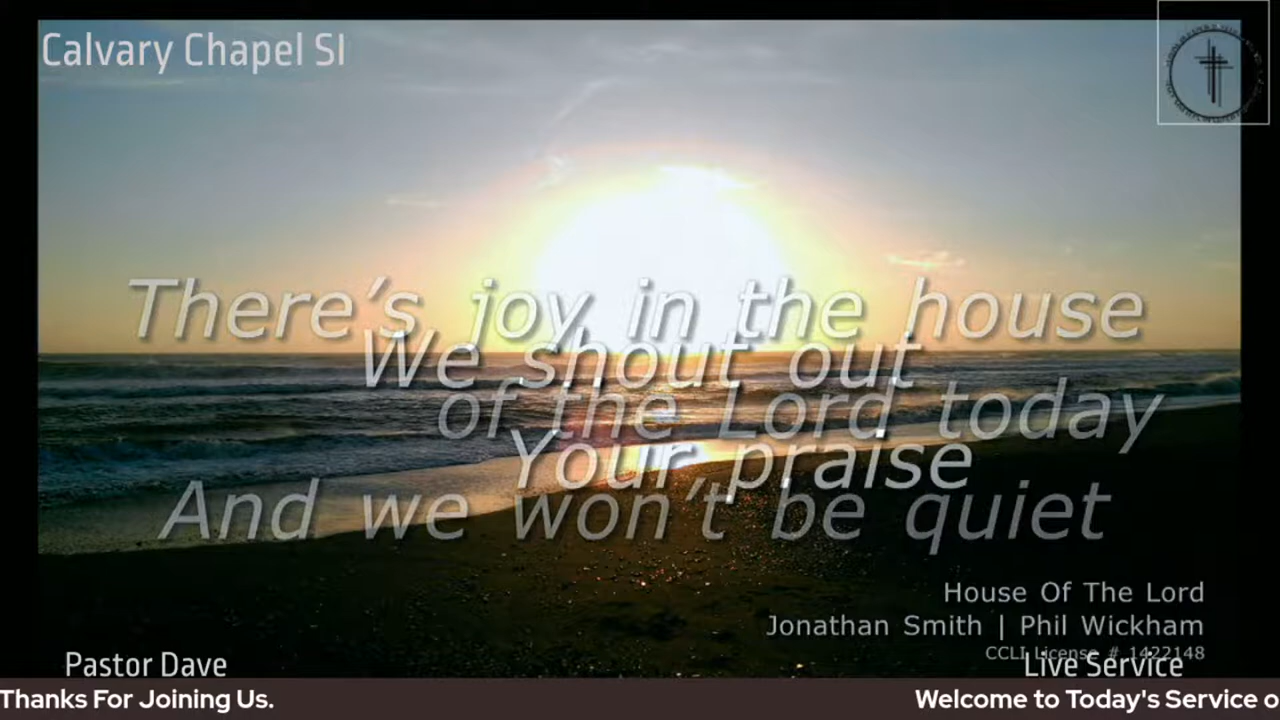 Calvary Chapel SI
There's joy in the house
We shout out
of the Lord today
Your praise
And we won't be quiet
House Of The Lord
Jonathan Smith | Phil Wickham
CCLI License # 1422148
Pastor Dave
Live Service
Thanks For Joining Us.
Welcome to Today's Service o